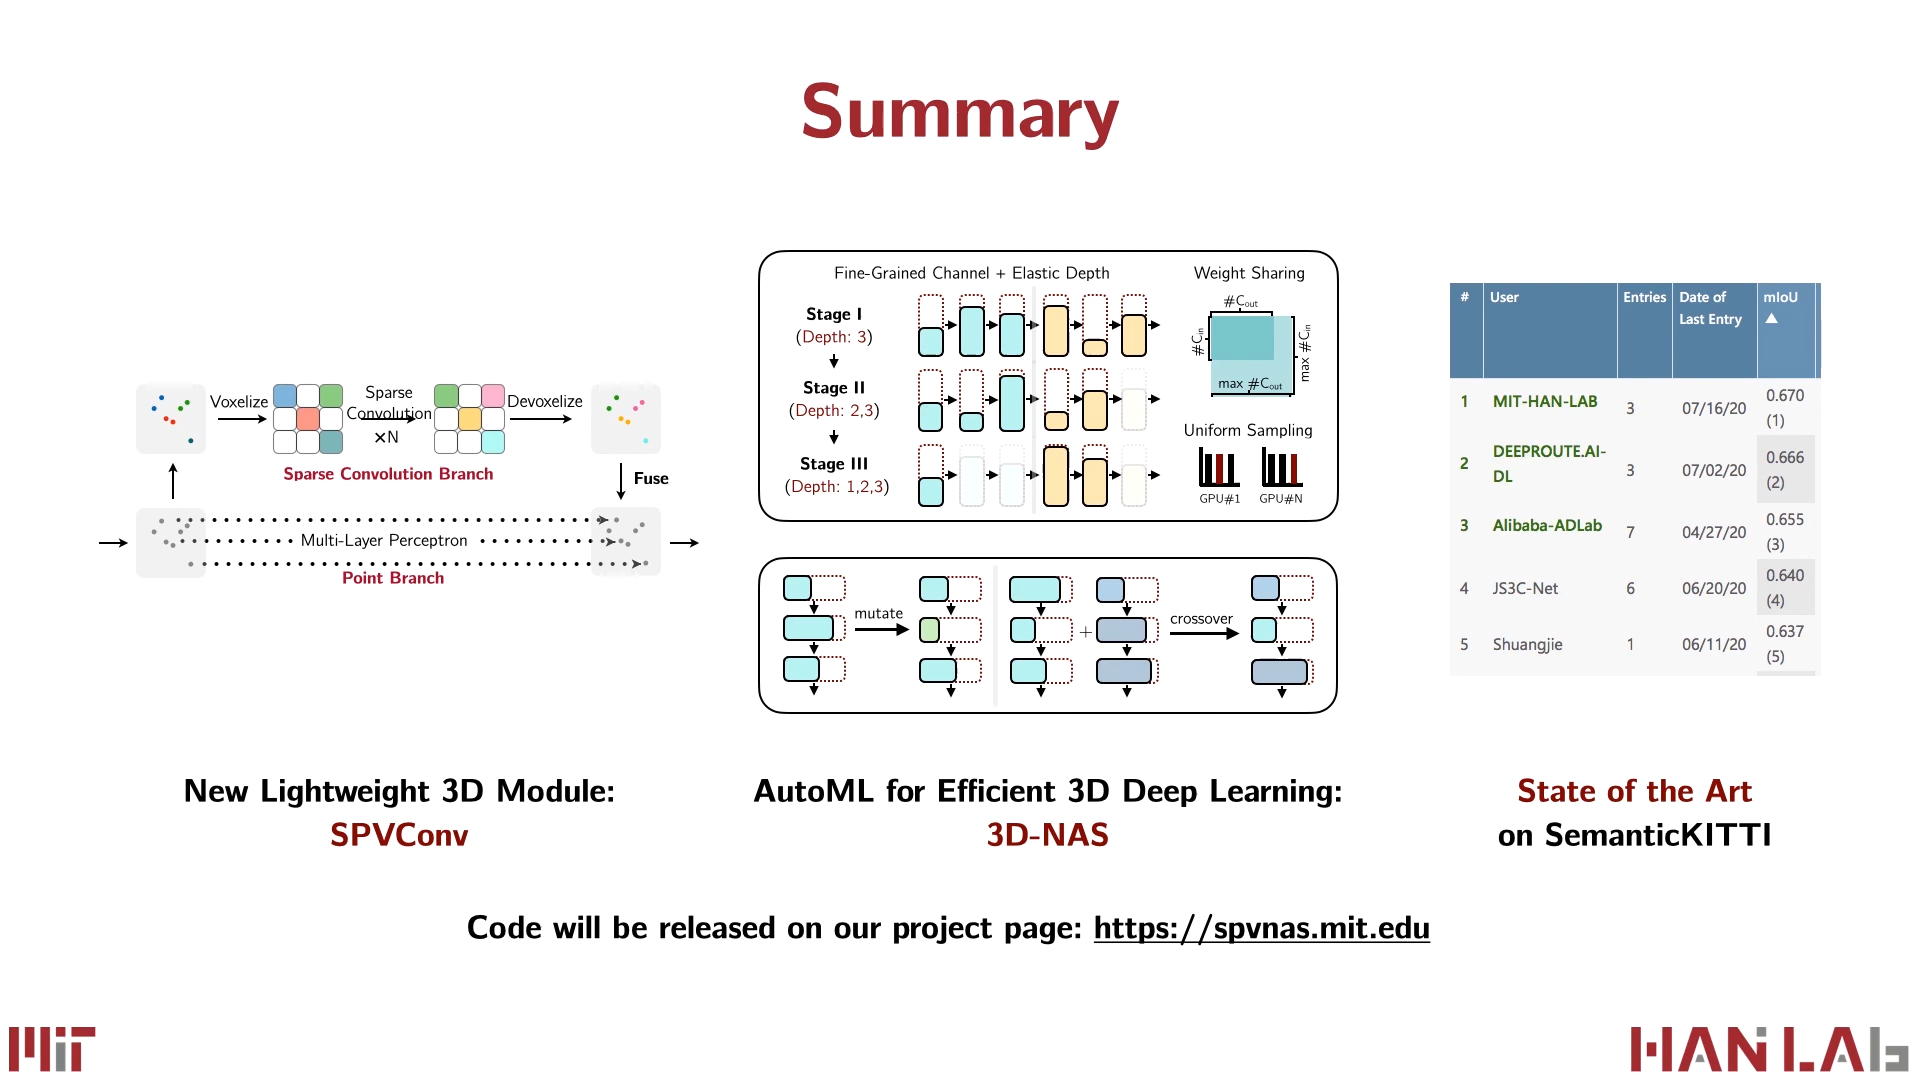 Summary
Voxelize
Sparse
Convolution
×N
Devoxelize
Sparse Convolution Branch
Fuse
Multi-Layer Perceptron
Point Branch
New Lightweight 3D Module:
SPVConv
Fine-Grained Channel + Elastic Depth
Stage I
(Depth: 3)
Stage II
(Depth: 2,3)
Stage III
(Depth: 1,2,3)
Weight Sharing
#Cout
#Cin
max #Cin
max #Cout
Uniform Sampling
GPU#1
GPU#N
mutate
+
crossover
AutoML for Efficient 3D Deep Learning:
3D-NAS
# User Entries Date of Last Entry mIoU ▲
1 MIT-HAN-LAB 3 07/16/20 0.670 (1)
2 DEEPROUTE.AI-DL 3 07/02/20 0.666 (2)
3 Alibaba-ADLab 7 04/27/20 0.655 (3)
4 JS3C-Net 6 06/20/20 0.640 (4)
5 Shuangjie 1 06/11/20 0.637 (5)
State of the Art
on SemanticKITTI
Code will be released on our project page: https://spvnas.mit.edu
MIT
HAN LAb